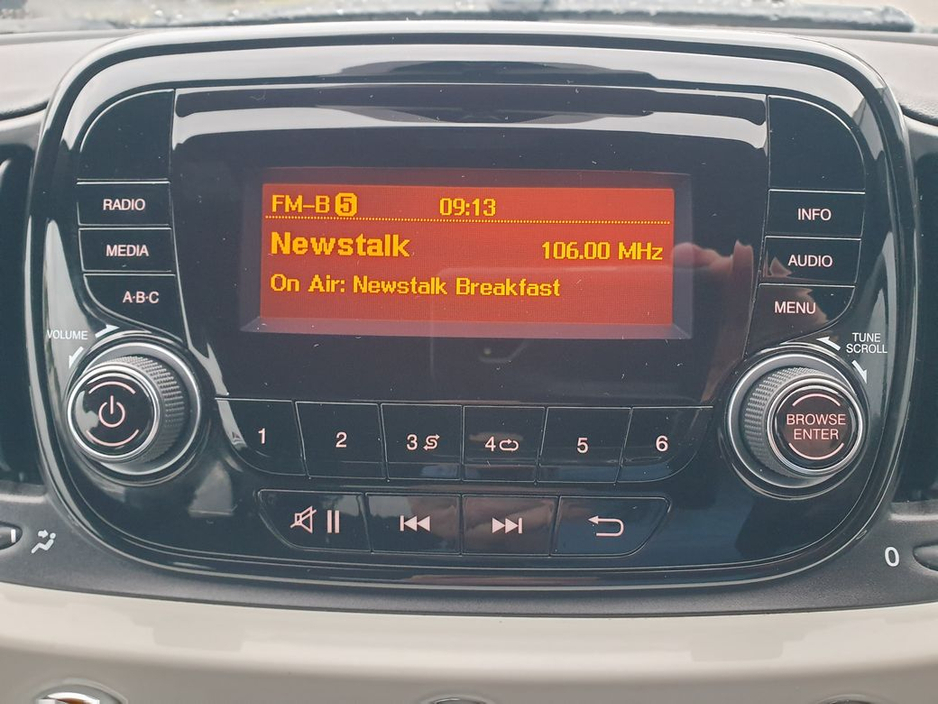 FM-B 5 09:13
Newstalk 106.00 MHz
On Air: Newstalk Breakfast
RADIO
MEDIA
A·B·C
INFO
AUDIO
MENU
VOLUME
TUNE
SCROLL
BROWSE
ENTER
1 2 3 4 5 6
0